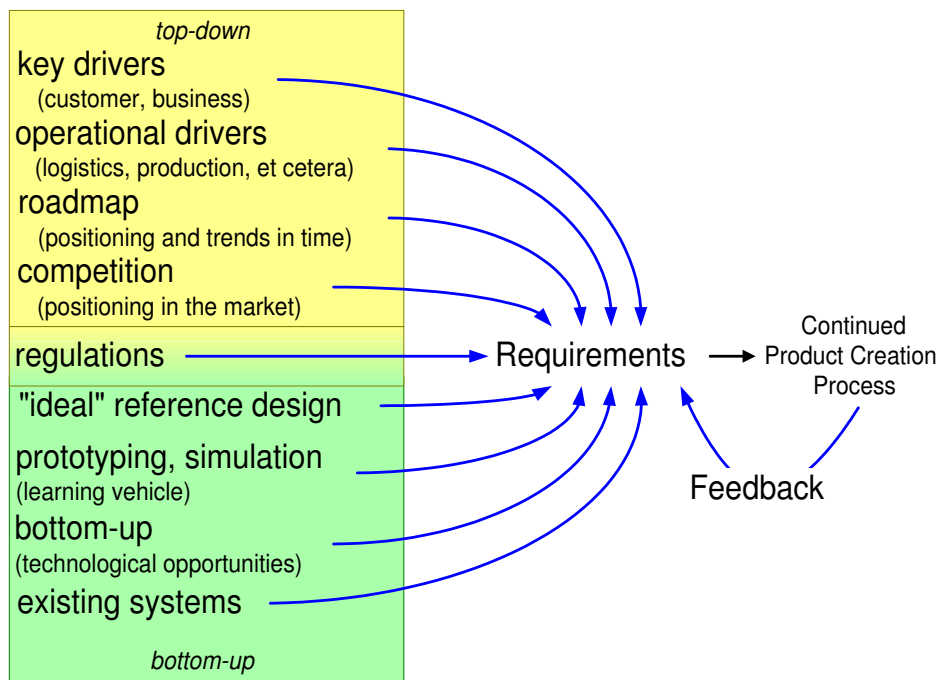 top-down
key drivers
(customer, business)
operational drivers
(logistics, production, et cetera)
roadmap
(positioning and trends in time)
competition
(positioning in the market)
regulations
"ideal" reference design
prototyping, simulation
(learning vehicle)
bottom-up
(technological opportunities)
existing systems
bottom-up
Requirements
Continued
Product Creation
Process
Feedback